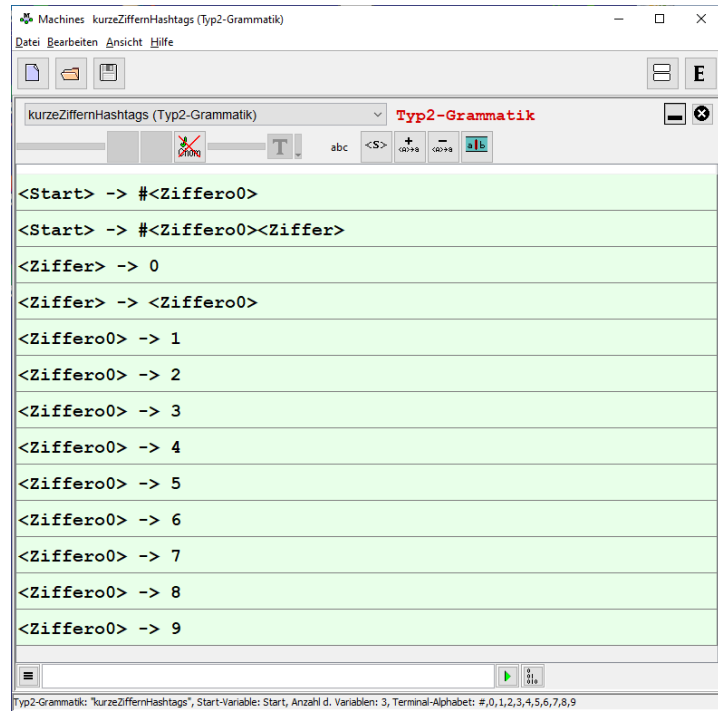 Machines kurzeZiffernHashtags (Typ2-Grammatik)
Datei Bearbeiten Ansicht Hilfe
E
kurzeZiffernHashtags (Typ2-Grammatik) Typ2-Grammatik
T abc <S> <A>→a <A>→a a b
<Start> -> #<Ziffero0>
<Start> -> #<Ziffero0><Ziffer>
<Ziffer> -> 0
<Ziffer> -> <Ziffero0>
<Ziffero0> -> 1
<Ziffero0> -> 2
<Ziffero0> -> 3
<Ziffero0> -> 4
<Ziffero0> -> 5
<Ziffero0> -> 6
<Ziffero0> -> 7
<Ziffero0> -> 8
<Ziffero0> -> 9
Typ2-Grammatik: "kurzeZiffernHashtags", Start-Variable: Start, Anzahl d. Variablen: 3, Terminal-Alphabet: #,0,1,2,3,4,5,6,7,8,9